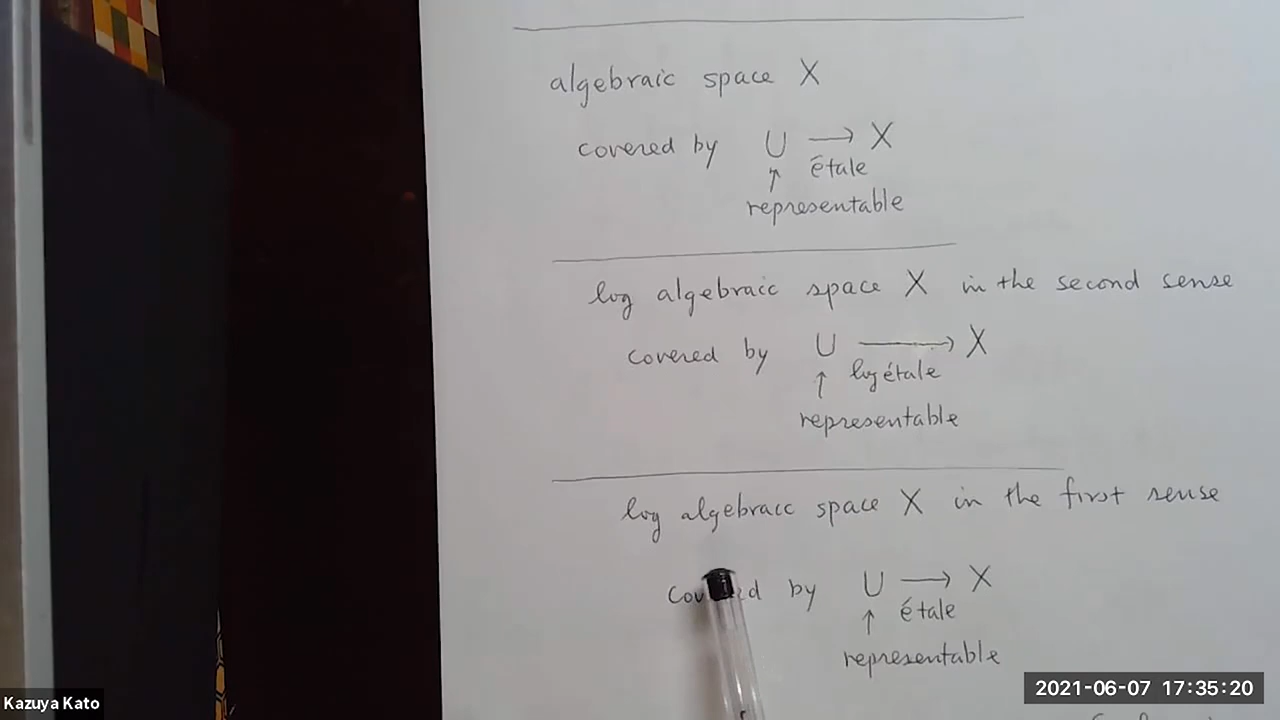 algebraic space X
covered by U → X
étale
↑
representable
log algebraic space X in the second sense
covered by U → X
↑ log étale
representable
log algebraic space X in the first sense
by U → X
↑ étale
representable
Kazuya Kato
2021-06-07 17:35:20